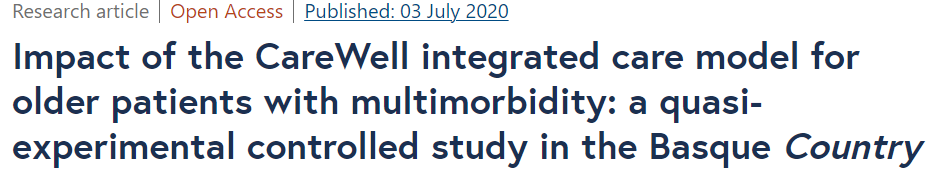 Research article | Open Access | Published: 03 July 2020
Impact of the CareWell integrated care model for
older patients with multimorbidity: a quasi-
experimental controlled study in the Basque Country